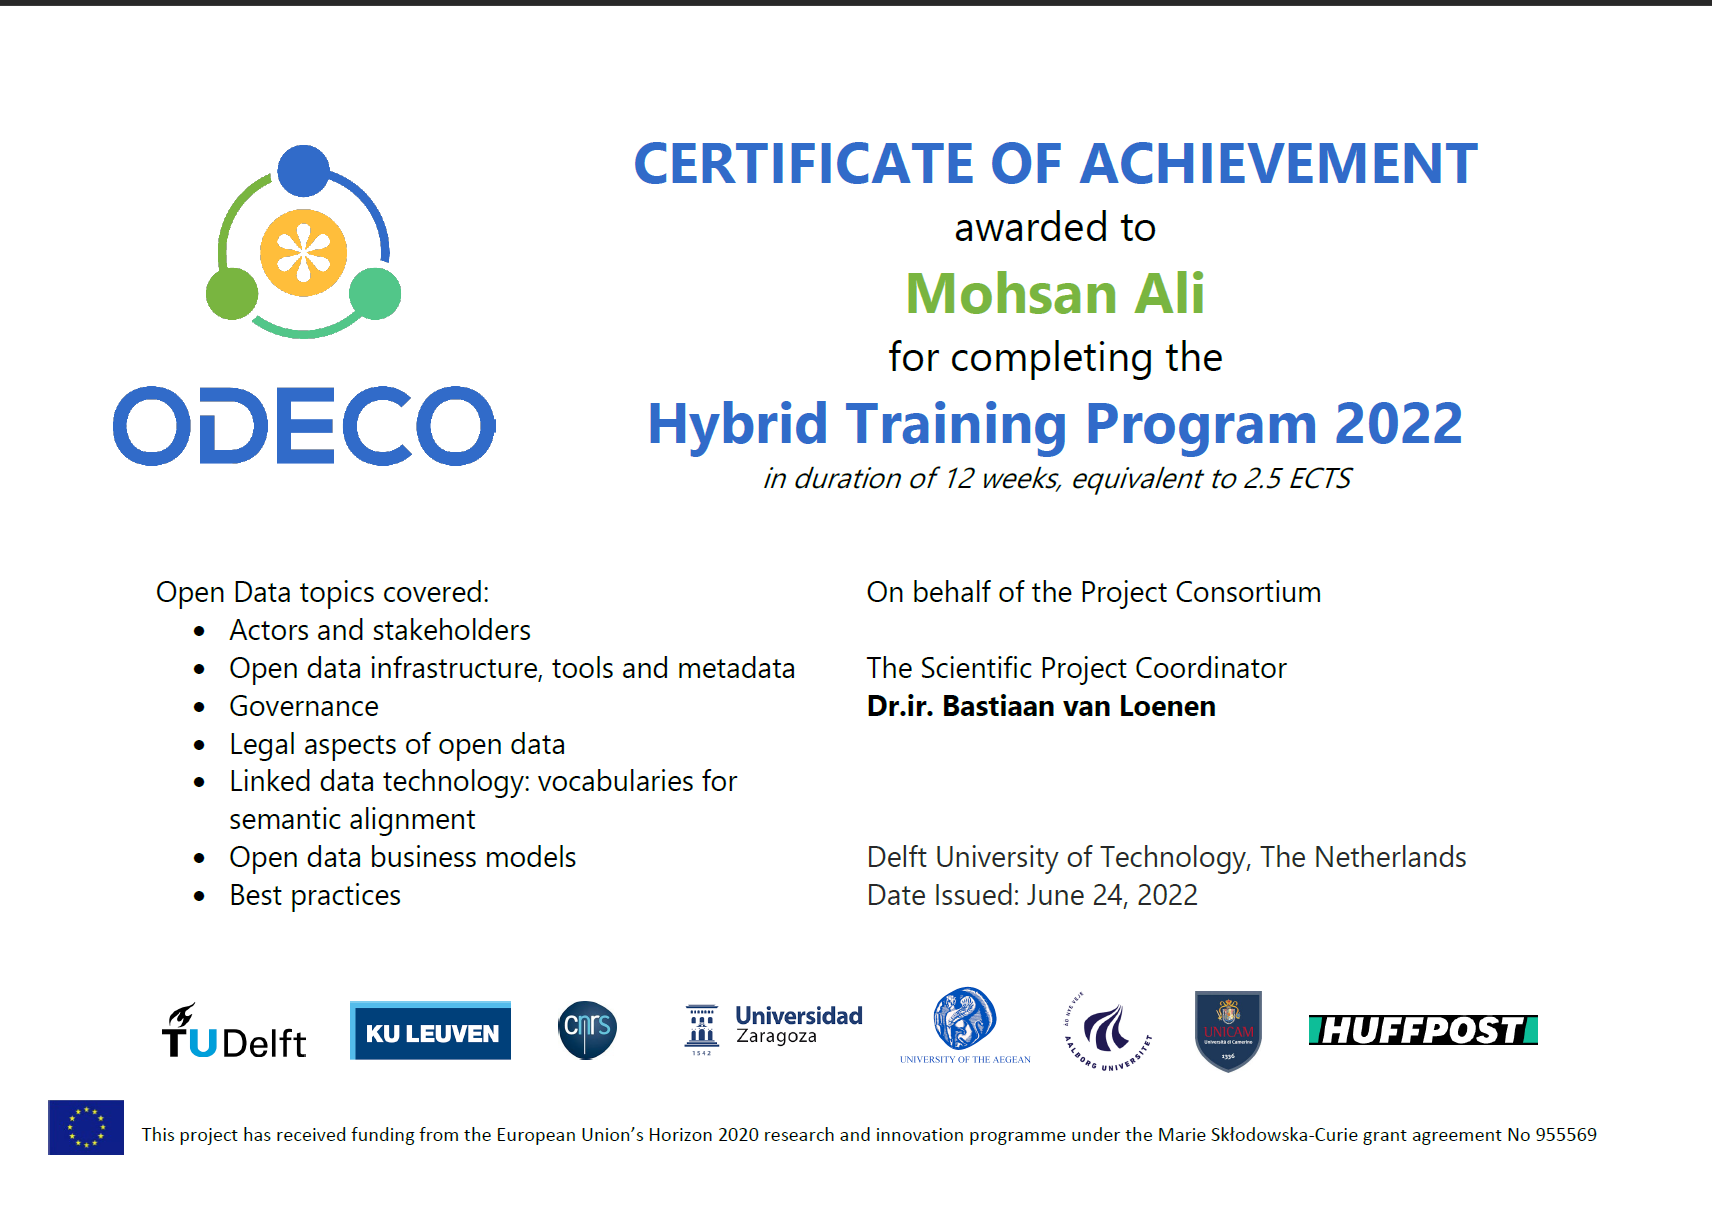 CERTIFICATE OF ACHIEVEMENT
awarded to
Mohsan Ali
for completing the
Hybrid Training Program 2022
in duration of 12 weeks, equivalent to 2.5 ECTS
ODECO
Open Data topics covered:
• Actors and stakeholders
• Open data infrastructure, tools and metadata
• Governance
• Legal aspects of open data
• Linked data technology: vocabularies for
semantic alignment
• Open data business models
• Best practices
On behalf of the Project Consortium
The Scientific Project Coordinator
Dr.ir. Bastiaan van Loenen
Delft University of Technology, The Netherlands
Date Issued: June 24, 2022
TU Delft
KU LEUVEN
cnrs
Universidad
Zaragoza
1542
UNIVERSITY OF THE AEGEAN
AD NYE VEJE
AALBORG UNIVERSITET
UNICAM
Università di Camerino
1336
HUFFPOST
This project has received funding from the European Union’s Horizon 2020 research and innovation programme under the Marie Skłodowska-Curie grant agreement No 955569